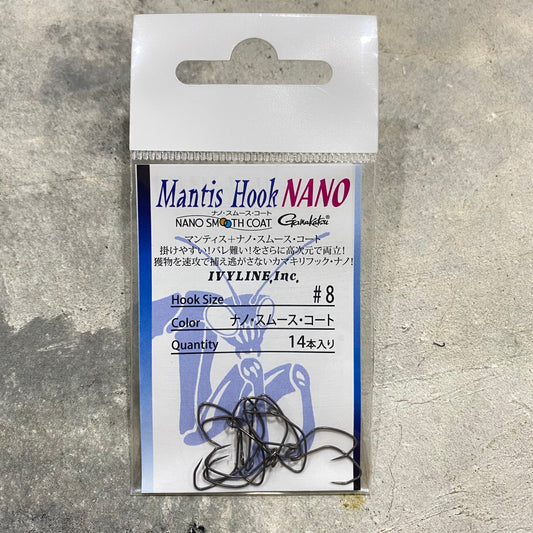 Mantis Hook NANO
ナノ・スムース・コート
NANO SMOOTH COAT Gamakatsu®
マンティス+ナノ・スムース・コート
掛けやすい!バレ難い!をさらに高次元で両立!
獲物を速攻で捕え逃がさないカマキリフック・ナノ!
IVYLINE,Inc.
Hook Size #8
Color ナノ・スムース・コート
Quantity 14本入り